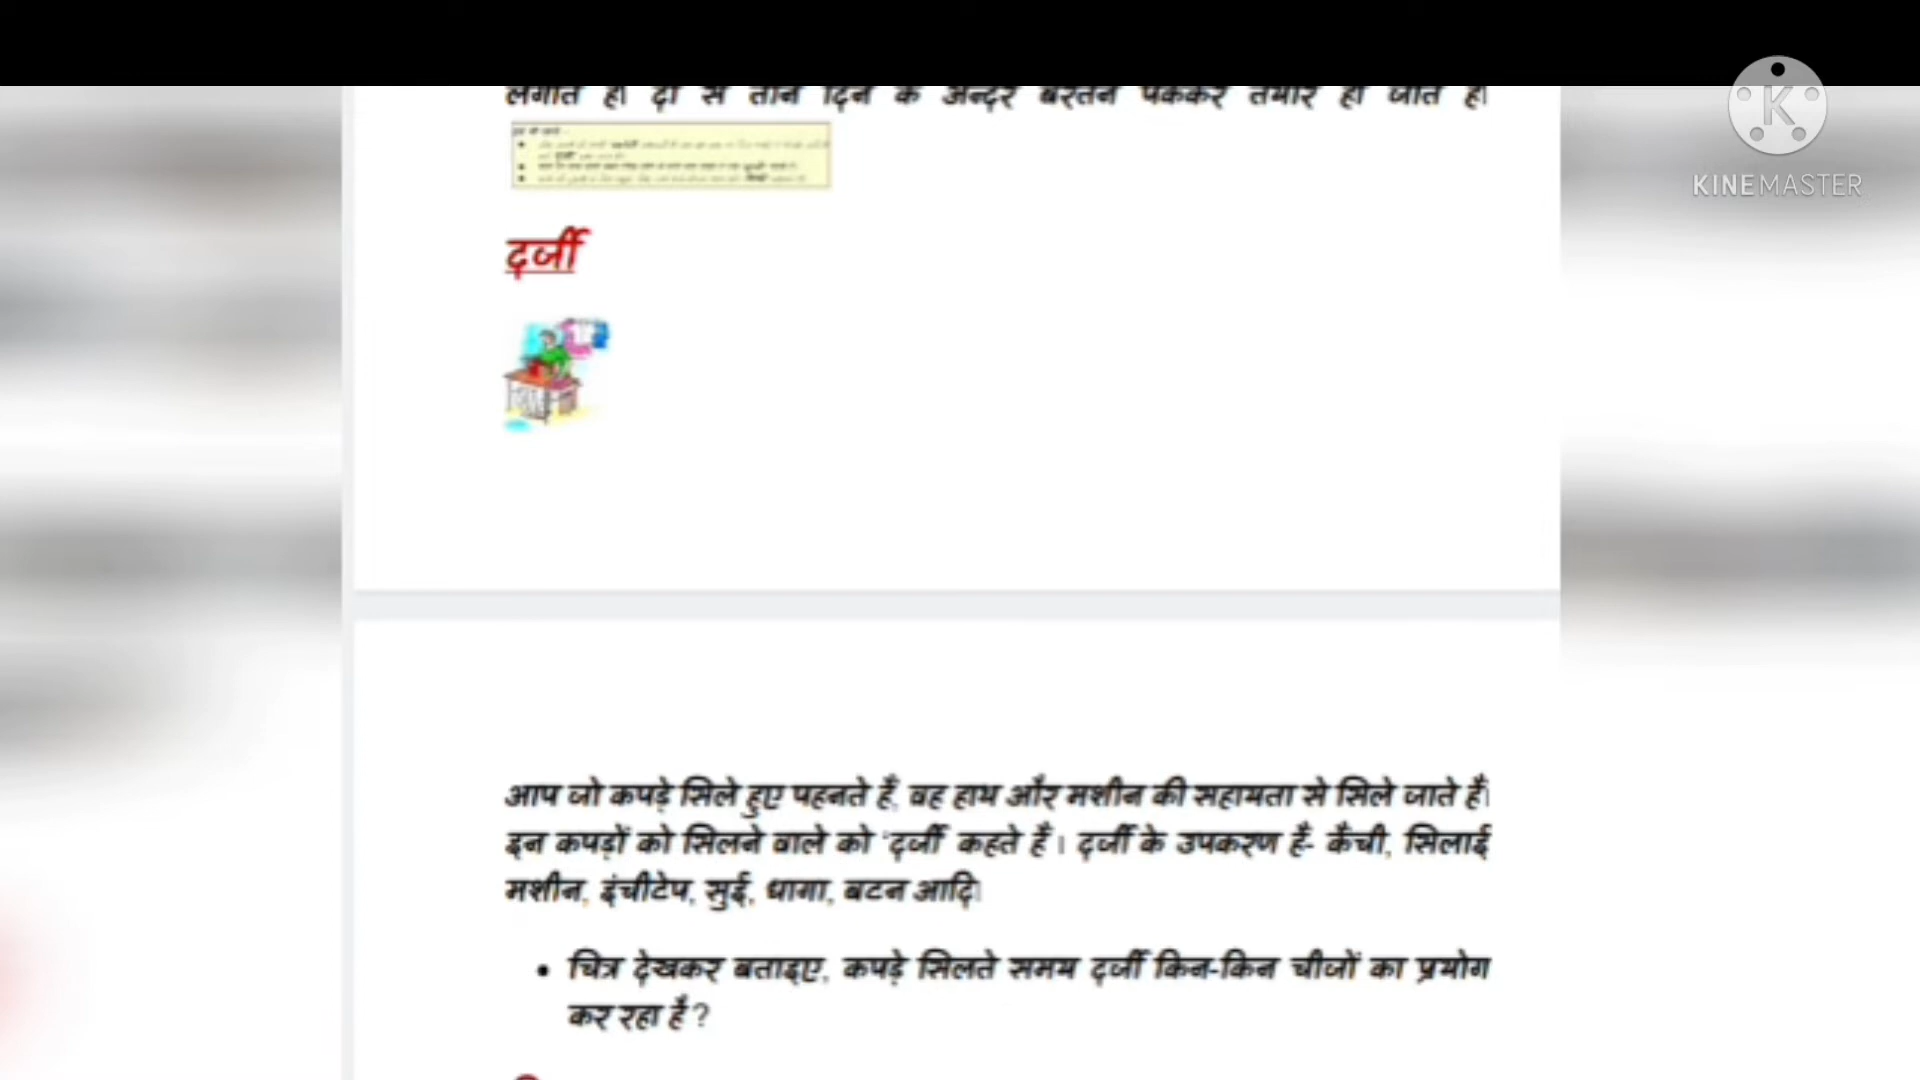 लगाते हैं। दो से तीन दिन के अन्दर बरतन पककर तैयार हो जाते हैं।
KINEMASTER
दर्जी
आप जो कपड़े सिले हुए पहनते हैं, वह हाथ और मशीन की सहायता से सिले जाते हैं।
इन कपड़ों को सिलने वाले को 'दर्जी' कहते हैं। दर्जी के उपकरण हैं- कैंची, सिलाई
मशीन, इंचीटेप, सुई, धागा, बटन आदि।
• चित्र देखकर बताइए, कपड़े सिलते समय दर्जी किन-किन चीजों का प्रयोग
कर रहा है?